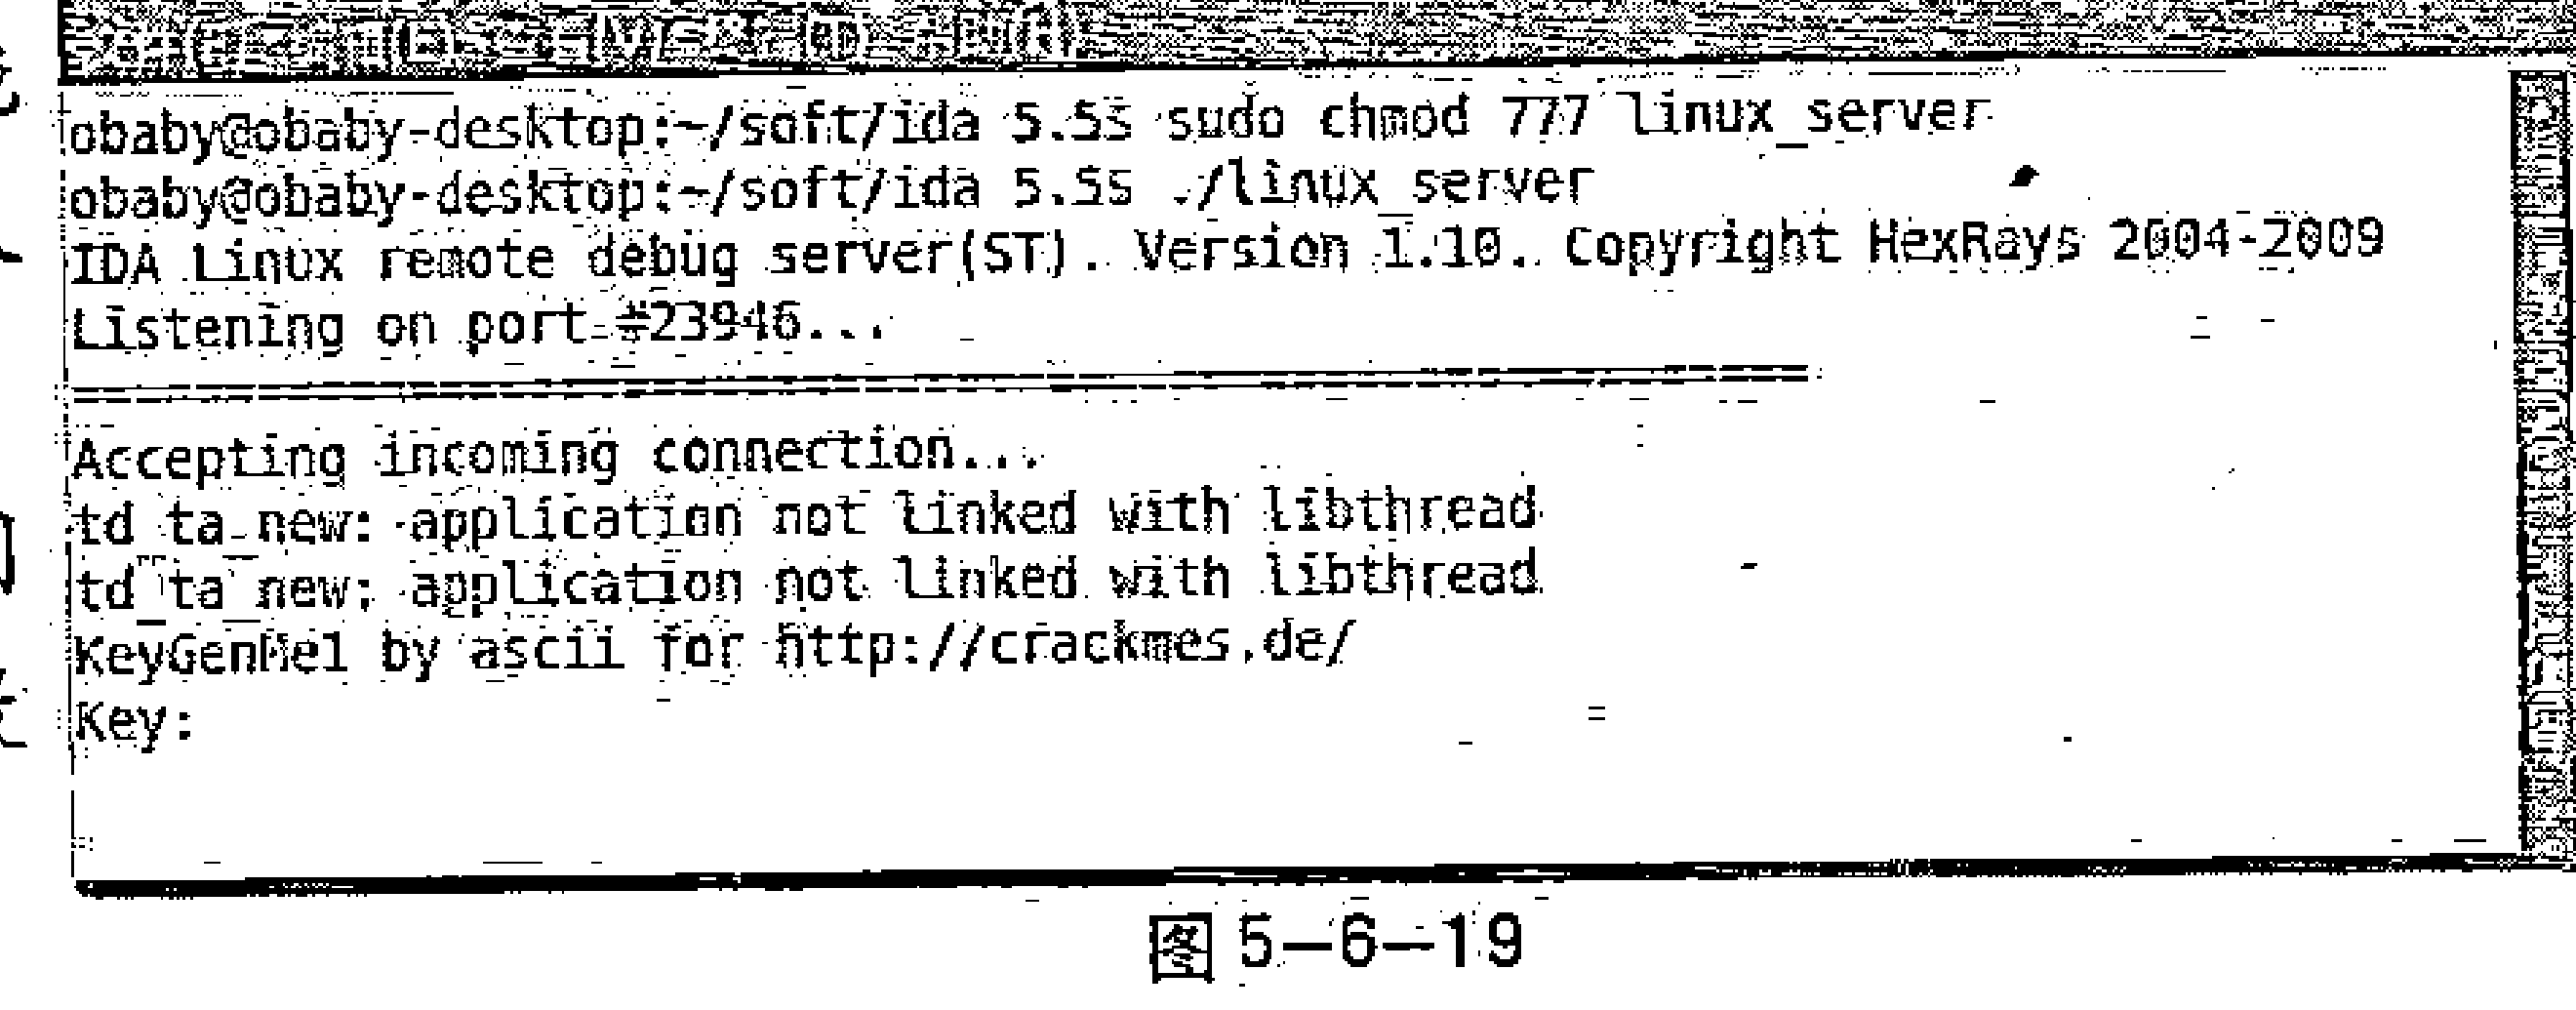 obaby@obaby-desktop:~/soft/ida 5.5$ sudo chmod 777 linux_server
obaby@obaby-desktop:~/soft/ida 5.5$ ./linux_server
IDA Linux remote debug server(ST). Version 1.10. Copyright HexRays 2004-2009
Listening on port #23946...
Accepting incoming connection...
td_ta_new: application not linked with libthread
td_ta_new: application not linked with libthread
KeyGenMe1 by ascii for http://crackmes.de/
Key:
图 5-6-19